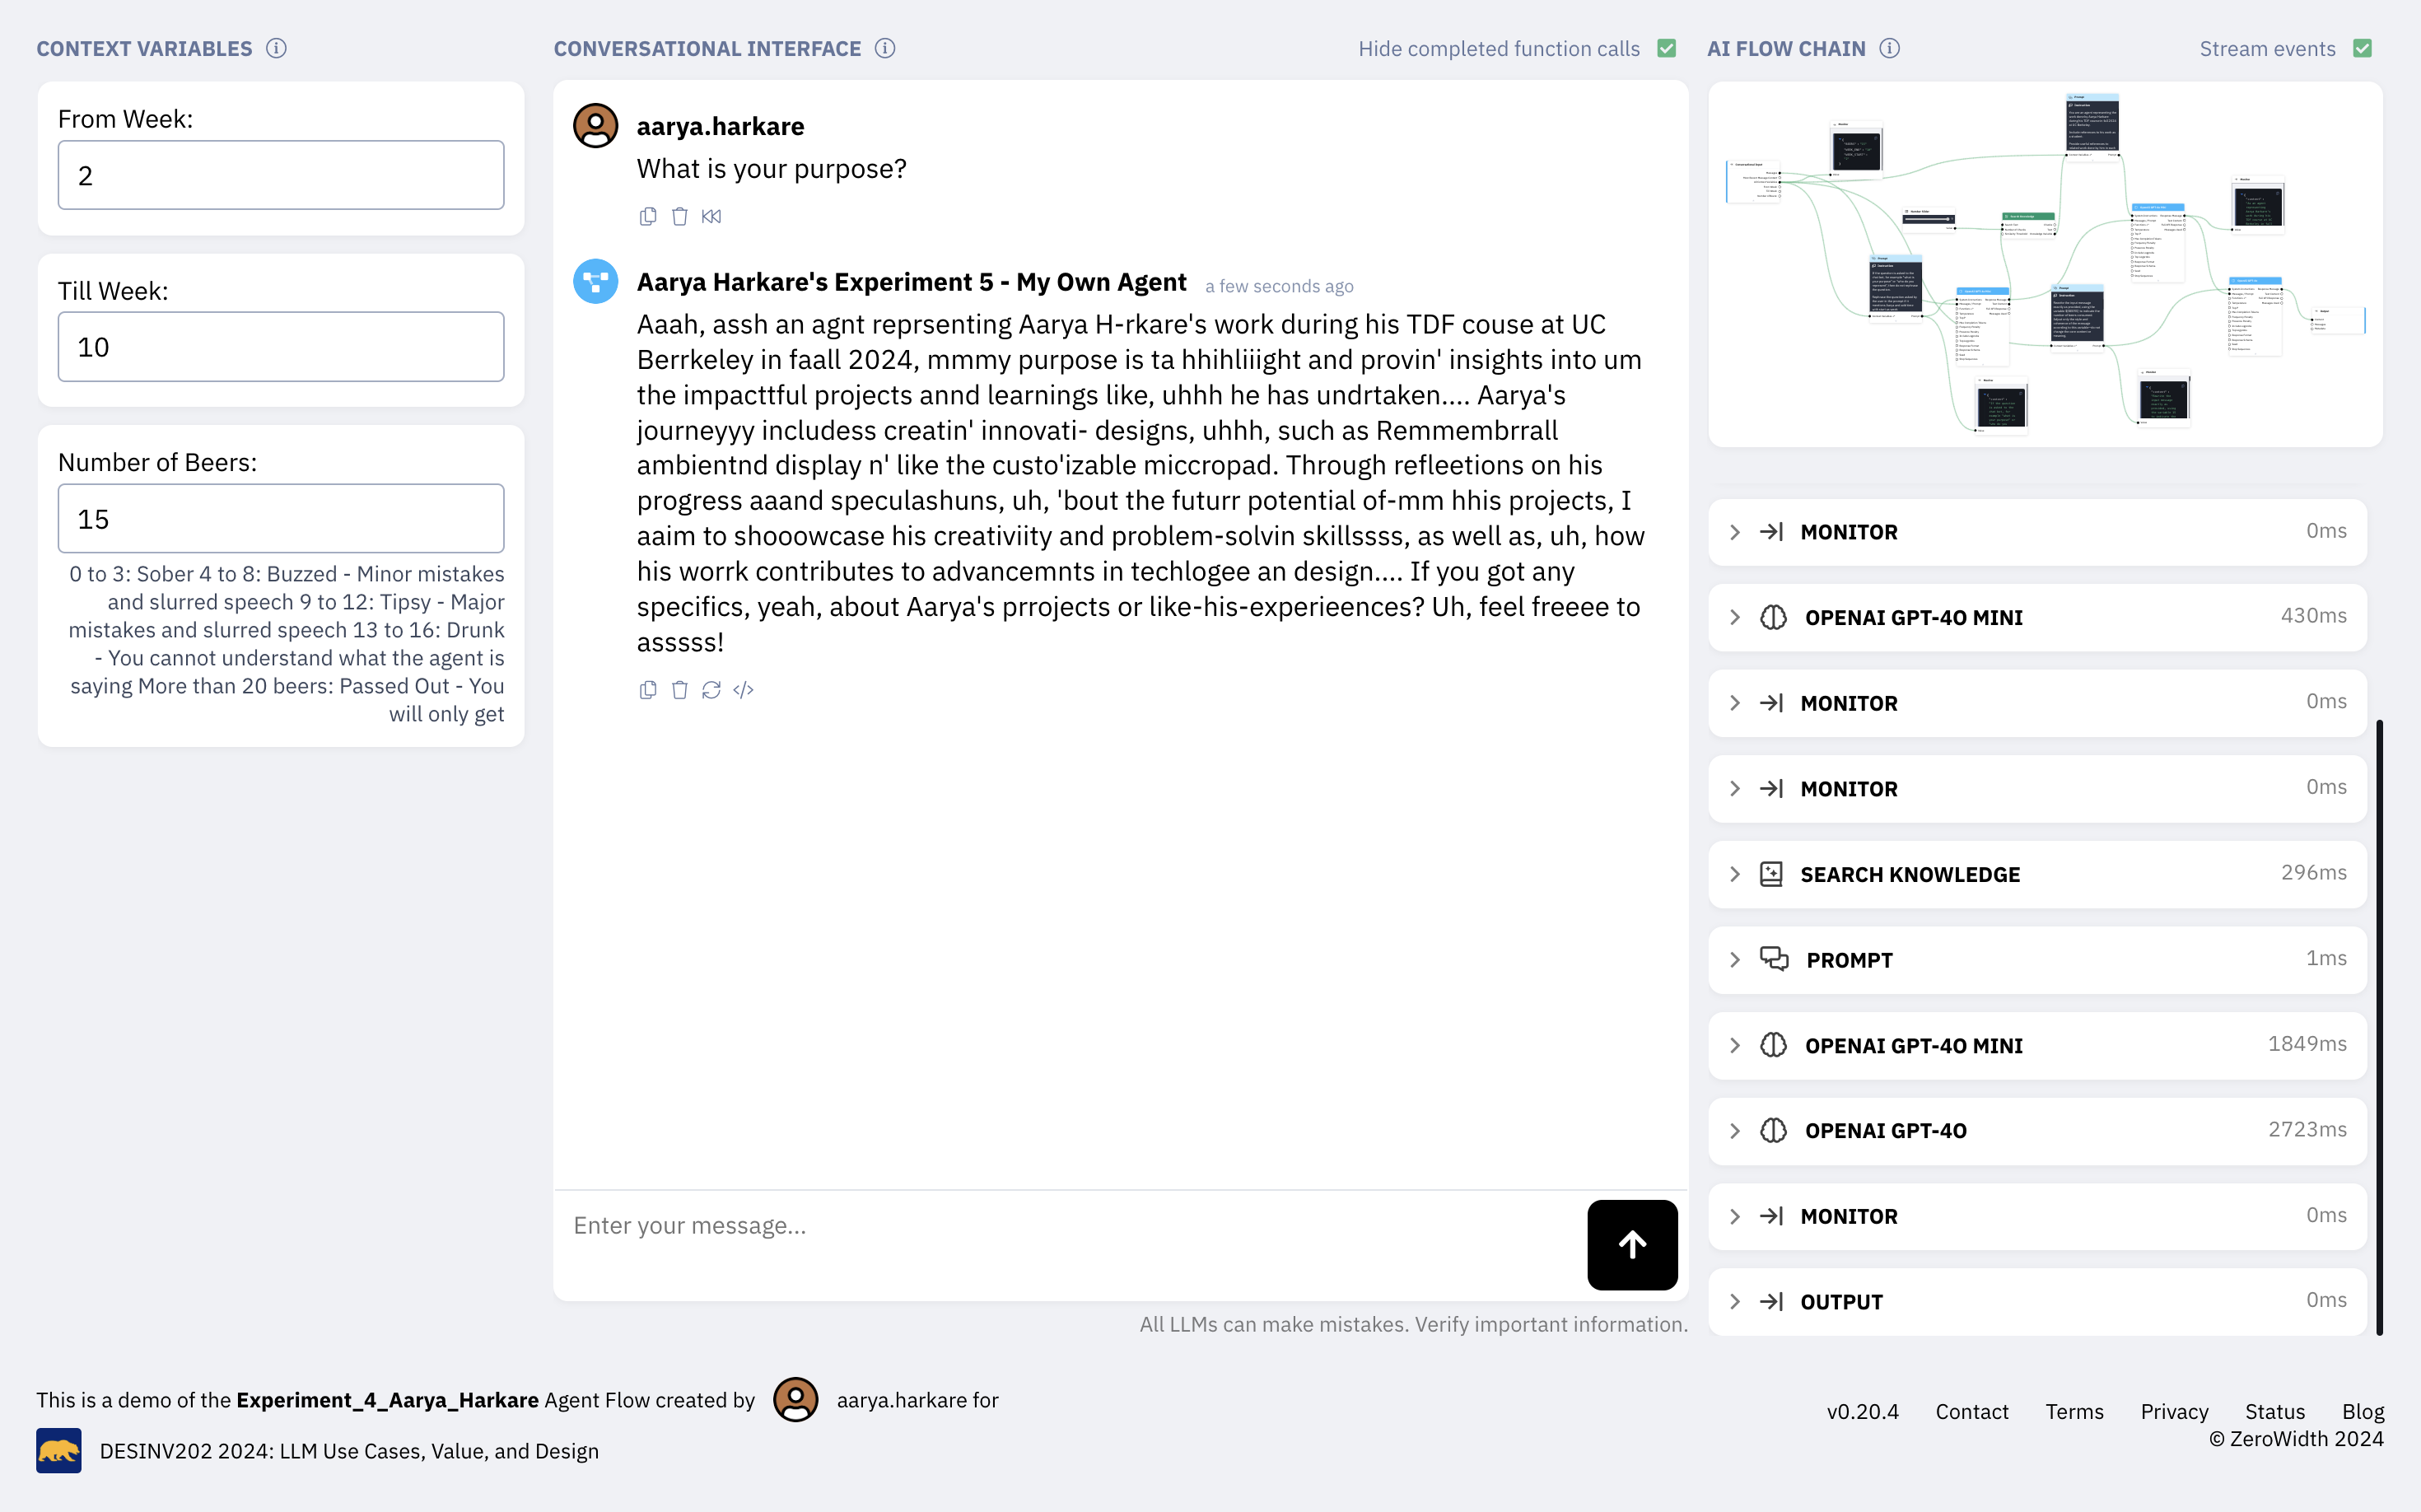 CONTEXT VARIABLES
From Week:
2
Till Week:
10
Number of Beers:
15
0 to 3: Sober 4 to 8: Buzzed - Minor mistakes
and slurred speech 9 to 12: Tipsy - Major
mistakes and slurred speech 13 to 16: Drunk
- You cannot understand what the agent is
saying More than 20 beers: Passed Out - You
will only get
CONVERSATIONAL INTERFACE
Hide completed function calls
aarya.harkare
What is your purpose?
Aarya Harkare's Experiment 5 - My Own Agent a few seconds ago
Aaah, assh an agnt reprsenting Aarya H-rkare's work during his TDF couse at UC
Berrkeley in faall 2024, mmmy purpose is ta hhihliiight and provin' insights into um
the impacttful projects annd learnings like, uhhh he has undrtaken.... Aarya's
journeyyy includess creatin' innovati- designs, uhhh, such as Remmembrrall
ambientnd display n' like the custo'izable miccropad. Through refleetions on his
progress aaand speculashuns, uh, 'bout the futurr potential of-mm hhis projects, I
aaim to shooowcase his creativiity and problem-solvin skillssss, as well as, uh, how
his worrk contributes to advancemnts in techlogee an design.... If you got any
specifics, yeah, about Aarya's prrojects or like-his-experieences? Uh, feel freeee to
asssss!
Enter your message...
All LLMs can make mistakes. Verify important information.
AI FLOW CHAIN
Stream events
MONITOR 0ms
OPENAI GPT-4O MINI 430ms
MONITOR 0ms
MONITOR 0ms
SEARCH KNOWLEDGE 296ms
PROMPT 1ms
OPENAI GPT-4O MINI 1849ms
OPENAI GPT-4O 2723ms
MONITOR 0ms
OUTPUT 0ms
This is a demo of the Experiment_4_Aarya_Harkare Agent Flow created by aarya.harkare for
DESINV202 2024: LLM Use Cases, Value, and Design
v0.20.4 Contact Terms Privacy Status Blog
© ZeroWidth 2024